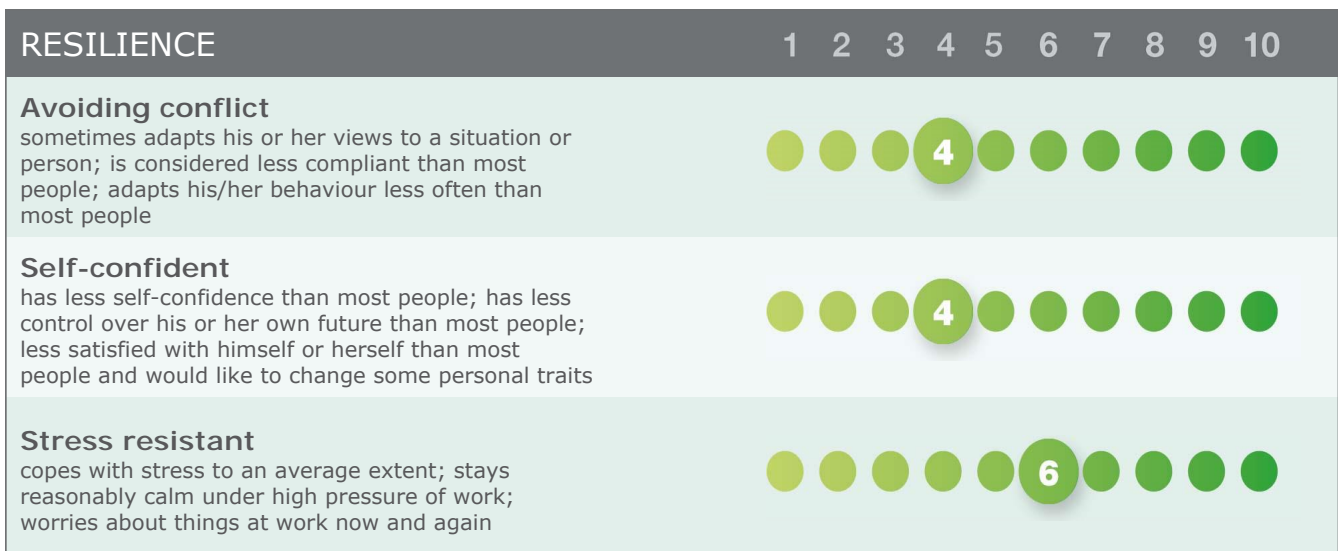 RESILIENCE 1 2 3 4 5 6 7 8 9 10
Avoiding conflict
sometimes adapts his or her views to a situation or
person; is considered less compliant than most
people; adapts his/her behaviour less often than
most people
4
Self-confident
has less self-confidence than most people; has less
control over his or her own future than most people;
less satisfied with himself or herself than most
people and would like to change some personal traits
4
Stress resistant
copes with stress to an average extent; stays
reasonably calm under high pressure of work;
worries about things at work now and again
6